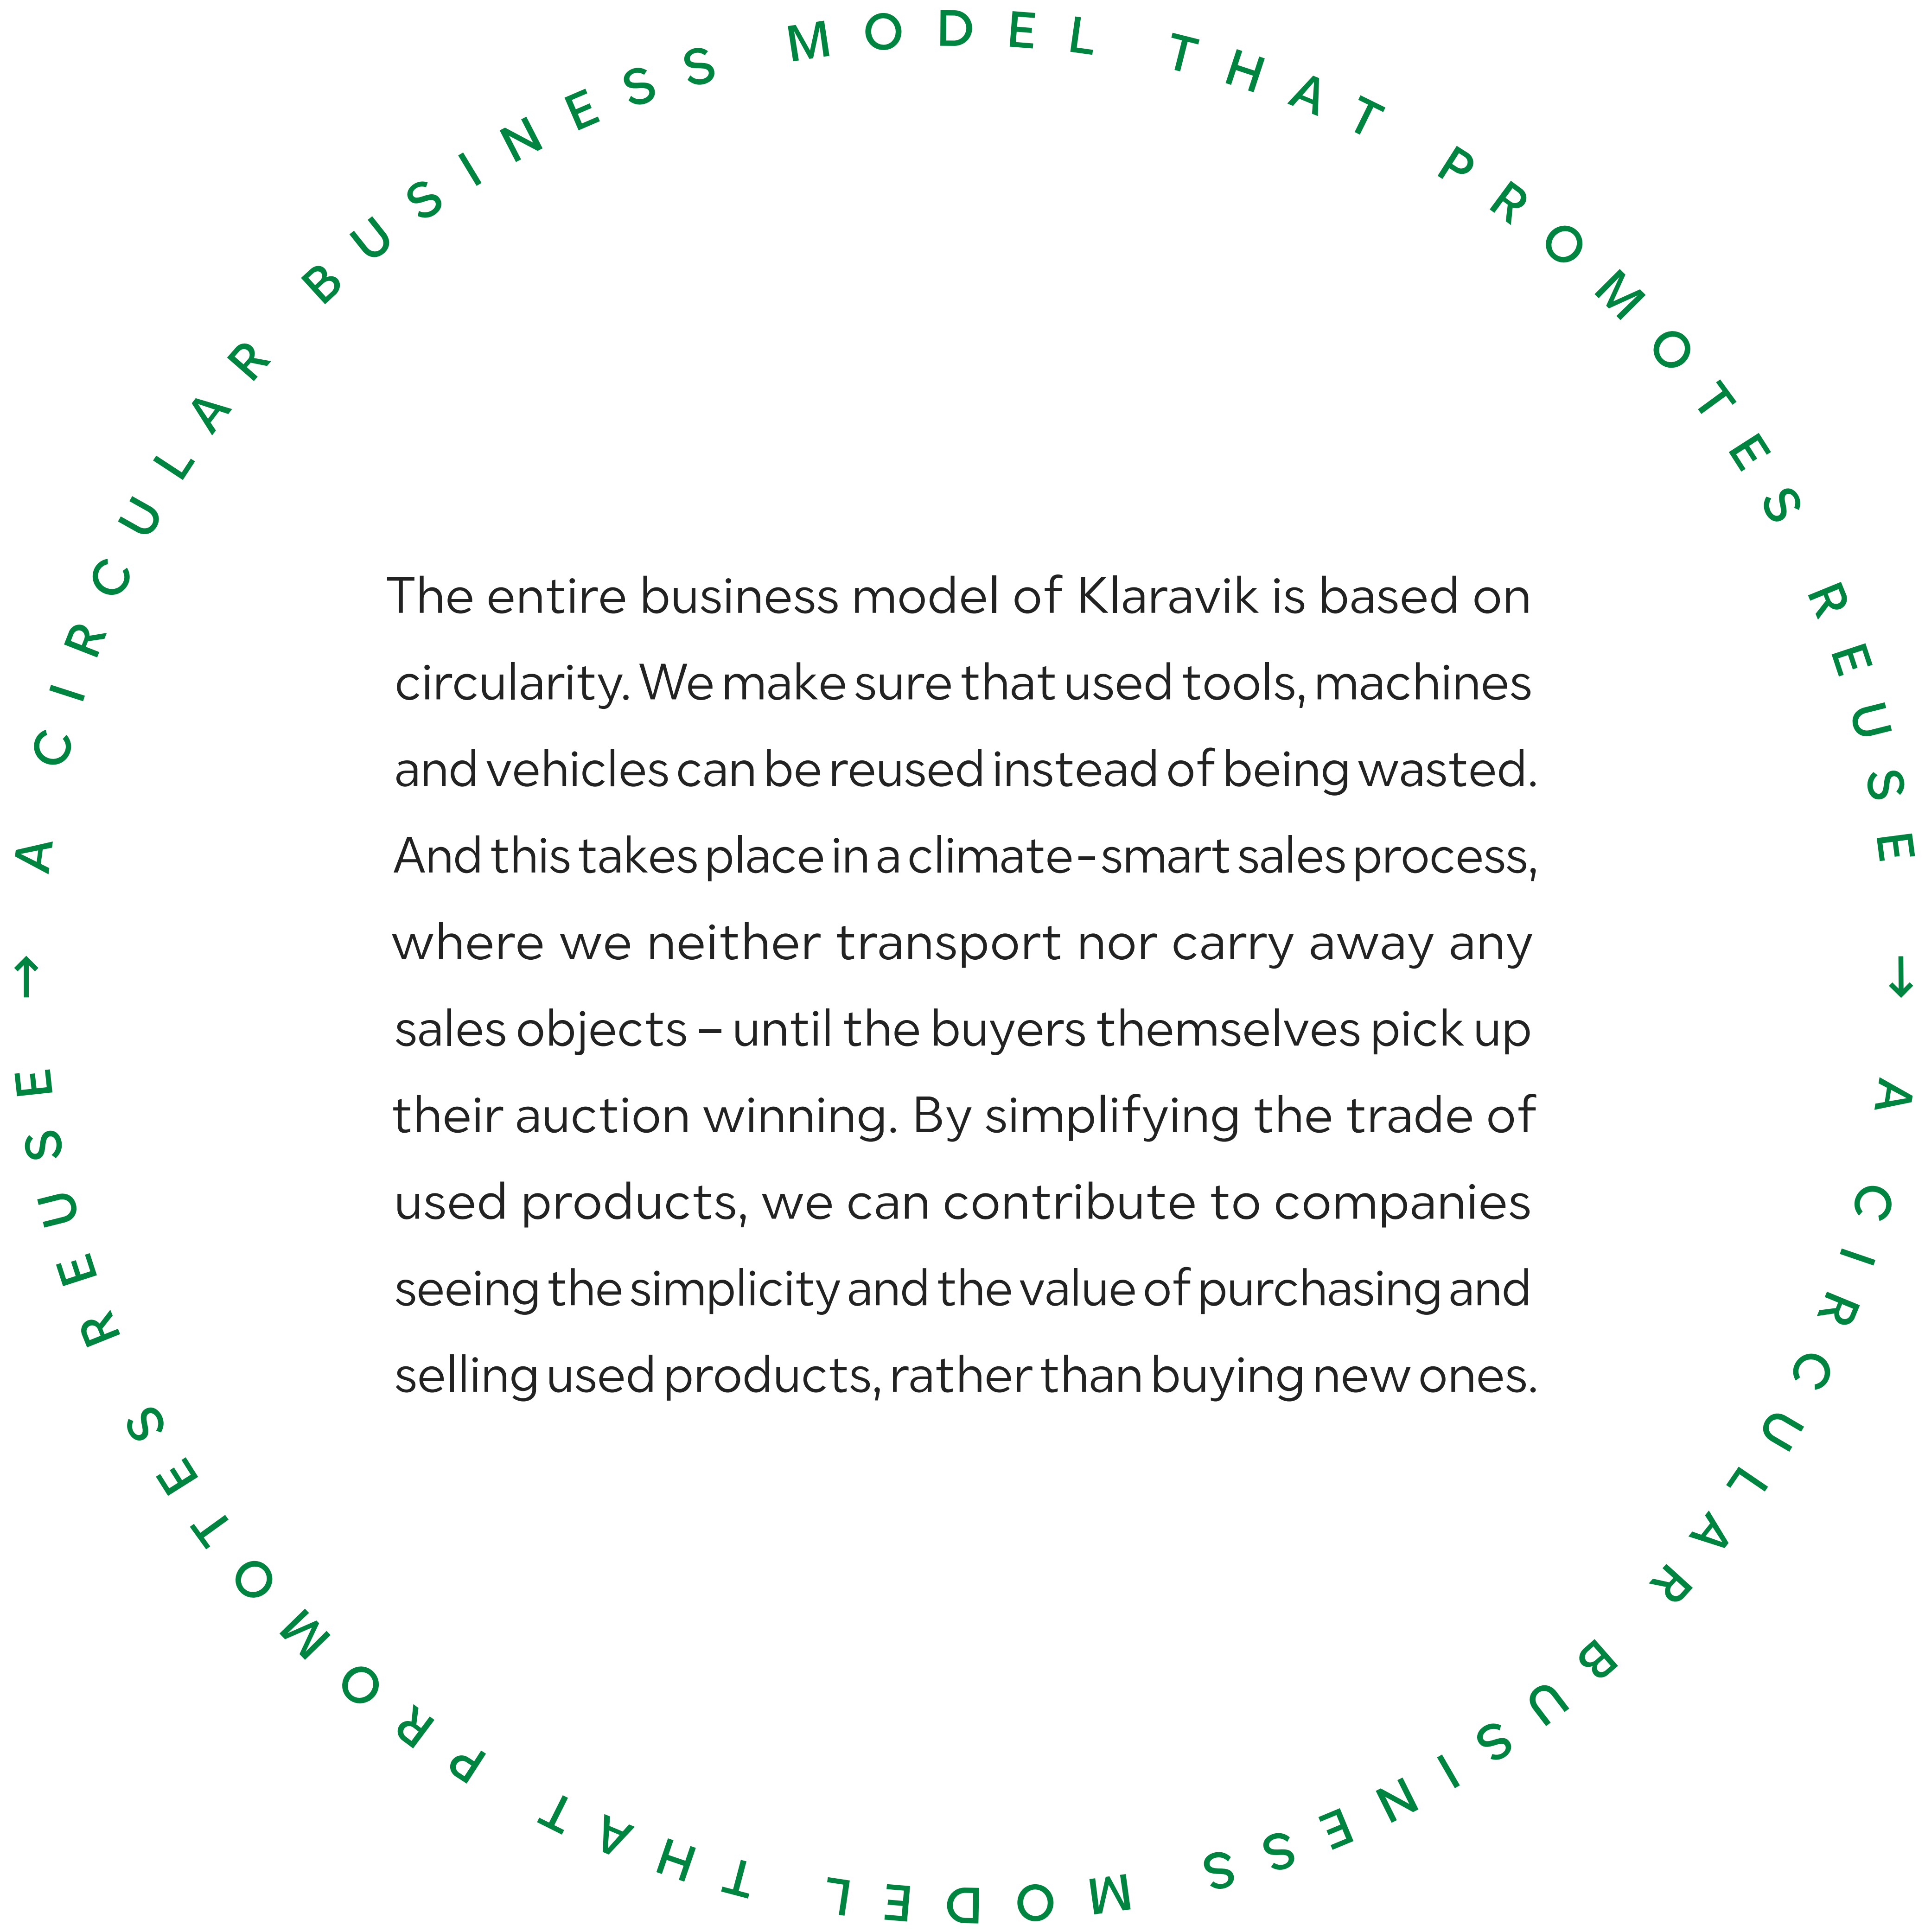 A CIRCULAR BUSINESS MODEL THAT PROMOTES REUSE →
A CIRCULAR BUSINESS MODEL THAT PROMOTES REUSE →
The entire business model of Klaravik is based on
circularity. We make sure that used tools, machines
and vehicles can be reused instead of being wasted.
And this takes place in a climate-smart sales process,
where we neither transport nor carry away any
sales objects – until the buyers themselves pick up
their auction winning. By simplifying the trade of
used products, we can contribute to companies
seeing the simplicity and the value of purchasing and
selling used products, rather than buying new ones.